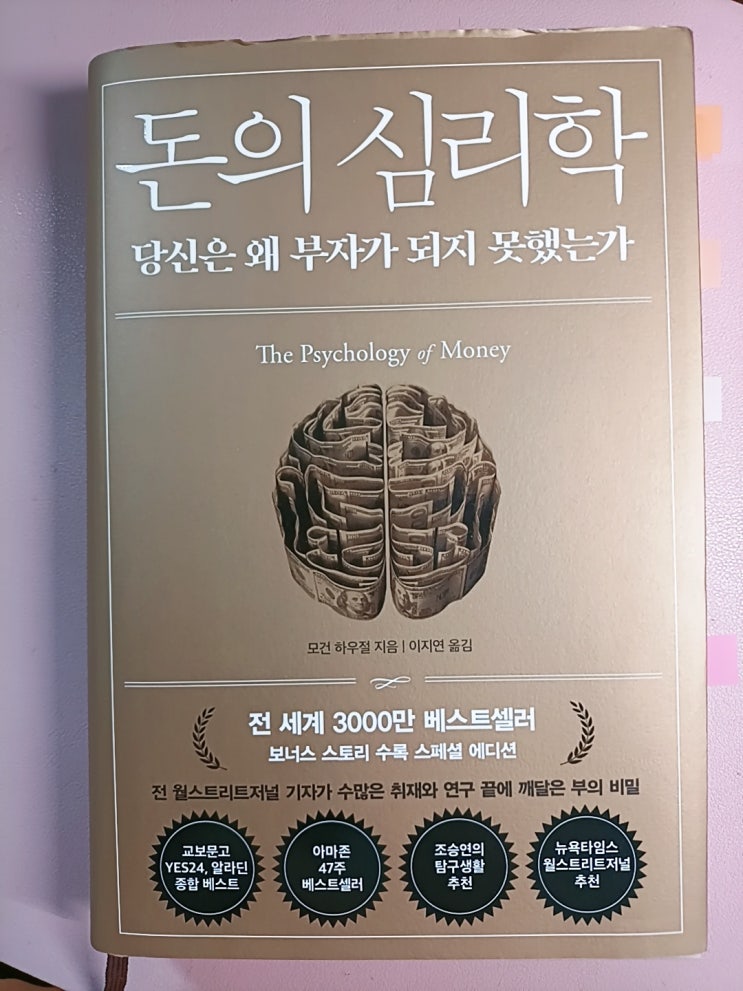 돈의 심리학
당신은 왜 부자가 되지 못했는가
The Psychology of Money
모건 하우절 지음 | 이지연 옮김
전 세계 3000만 베스트셀러
보너스 스토리 수록 스페셜 에디션
전 월스트리트저널 기자가 수많은 취재와 연구 끝에 깨달은 부의 비밀
교보문고
YES24, 알라딘
종합 베스트
아마존
47주
베스트셀러
조승연의
탐구생활
추천
뉴욕타임스
월스트리트저널
추천